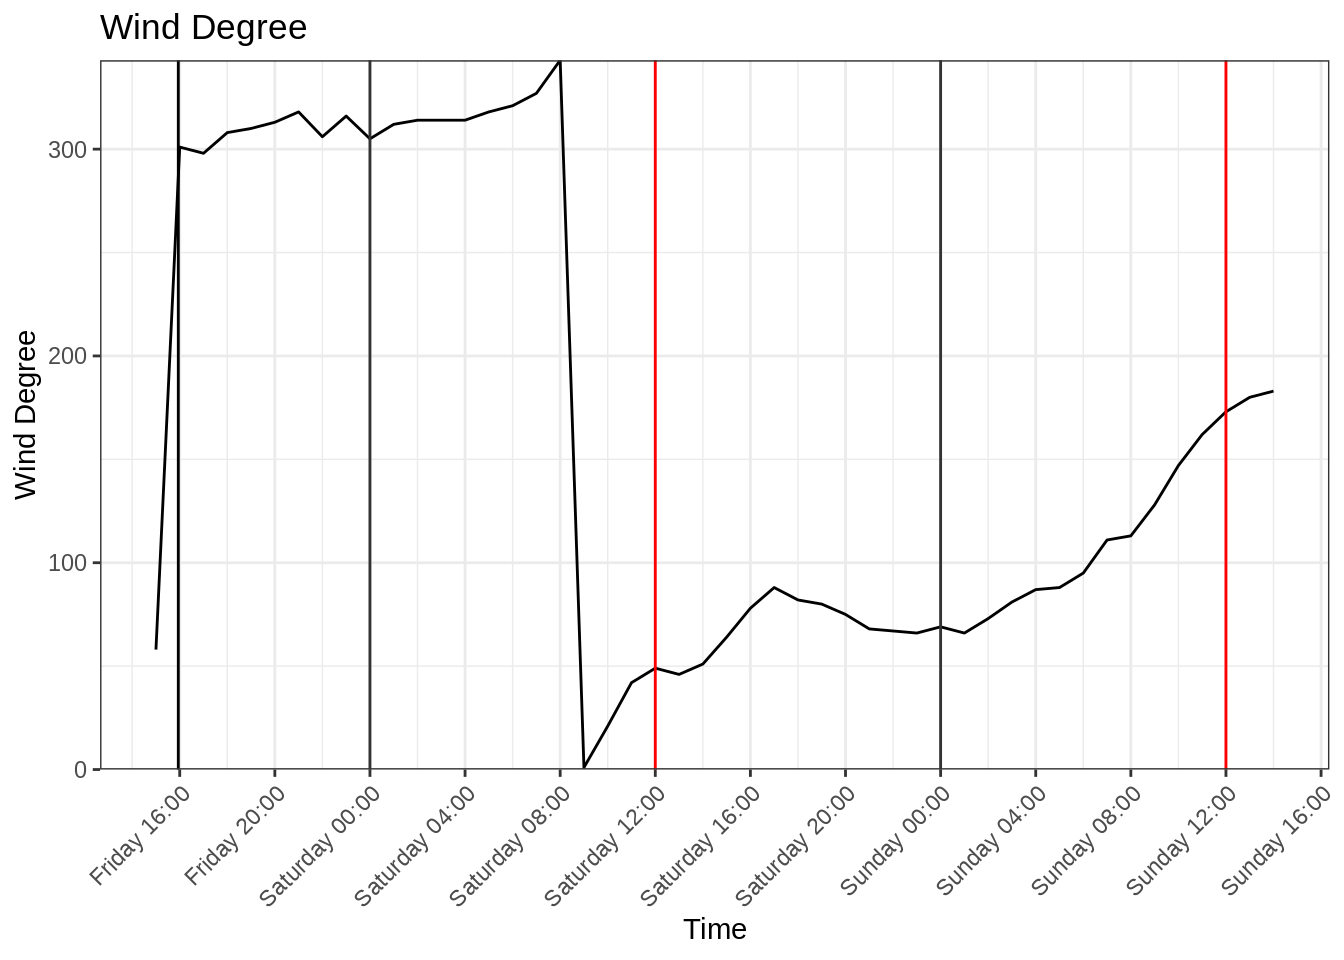 Wind Degree
Wind Degree
300
200
100
0
Friday 16:00
Friday 20:00
Saturday 00:00
Saturday 04:00
Saturday 08:00
Saturday 12:00
Saturday 16:00
Saturday 20:00
Sunday 00:00
Sunday 04:00
Sunday 08:00
Sunday 12:00
Sunday 16:00
Time